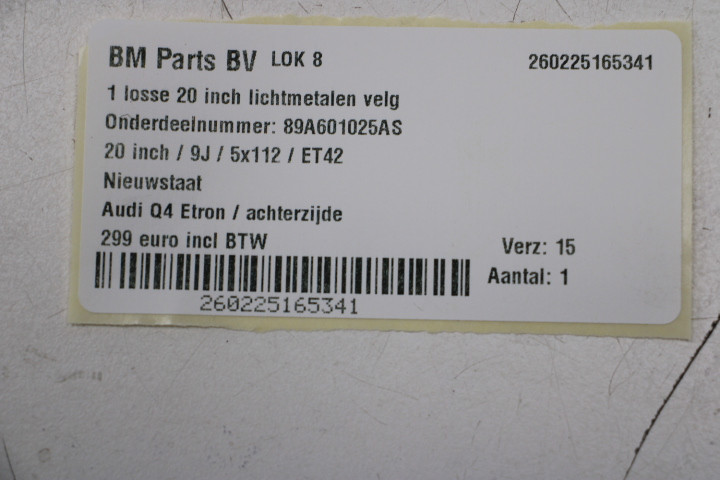 BM Parts BV LOK 8 260225165341
1 losse 20 inch lichtmetalen velg
Onderdeelnummer: 89A601025AS
20 inch / 9J / 5x112 / ET42
Nieuwstaat
Audi Q4 Etron / achterzijde
299 euro incl BTW
Verz: 15
Aantal: 1
260225165341